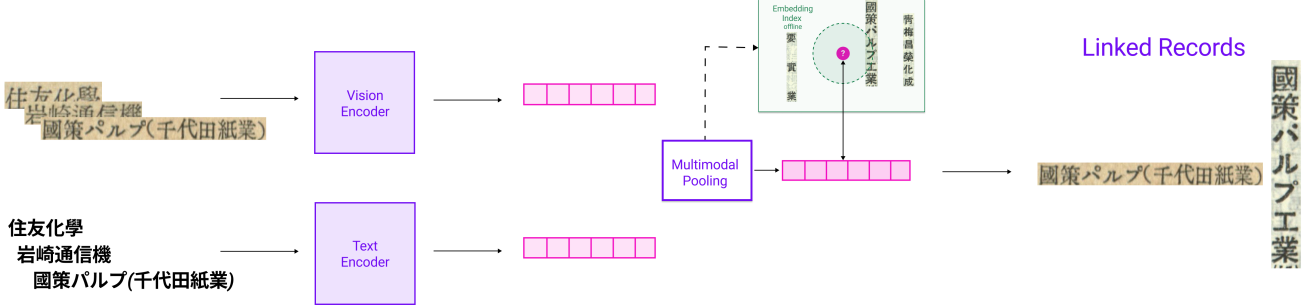 住友化學
岩崎通信機
國策パルプ(千代田紙業)
Vision
Encoder
住友化學
岩崎通信機
國策パルプ(千代田紙業)
Text
Encoder
Multimodal
Pooling
Embedding
Index
offline
要
實
業
?
國策パルプ工業
青梅昌榮化成
Linked Records
國策パルプ(千代田紙業)
國策パルプ工業